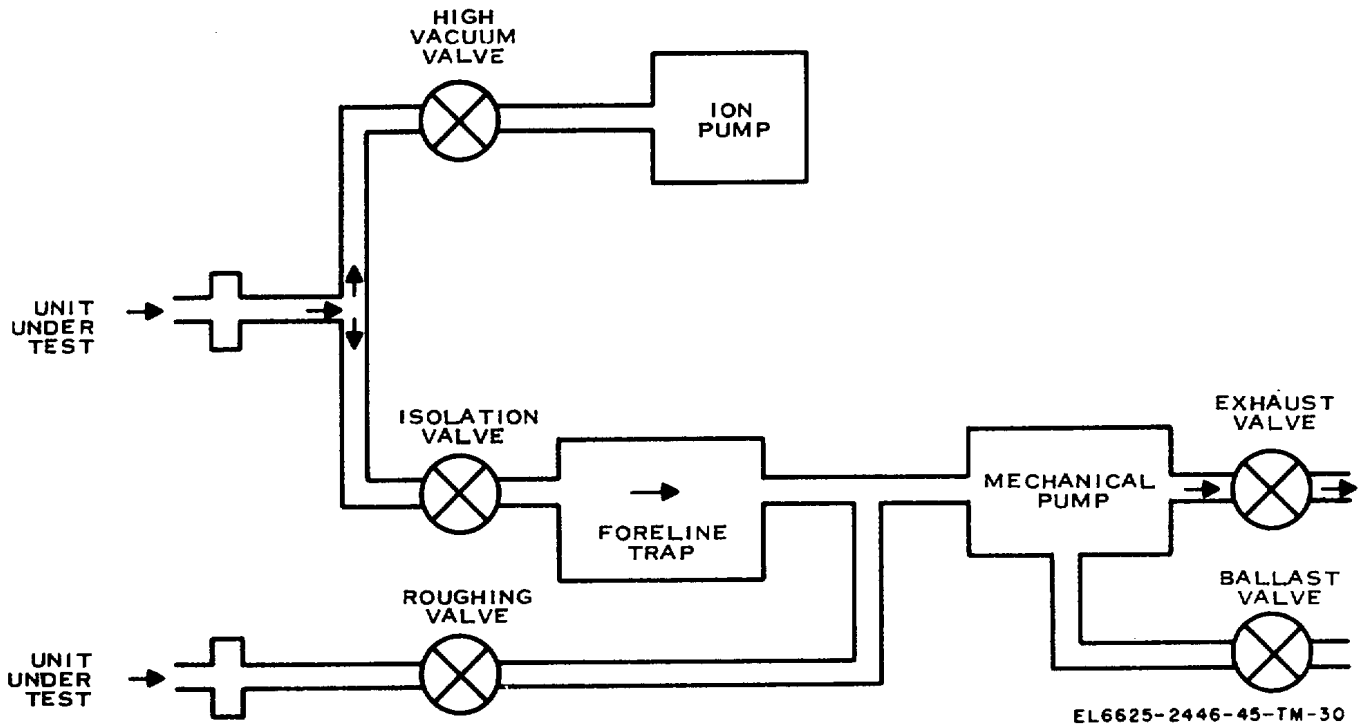 HIGH
VACUUM
VALVE
ION
PUMP
UNIT
UNDER
TEST
ISOLATION
VALVE
FORELINE
TRAP
MECHANICAL
PUMP
EXHAUST
VALVE
ROUGHING
VALVE
BALLAST
VALVE
UNIT
UNDER
TEST
EL6625-2446-45-TM-30